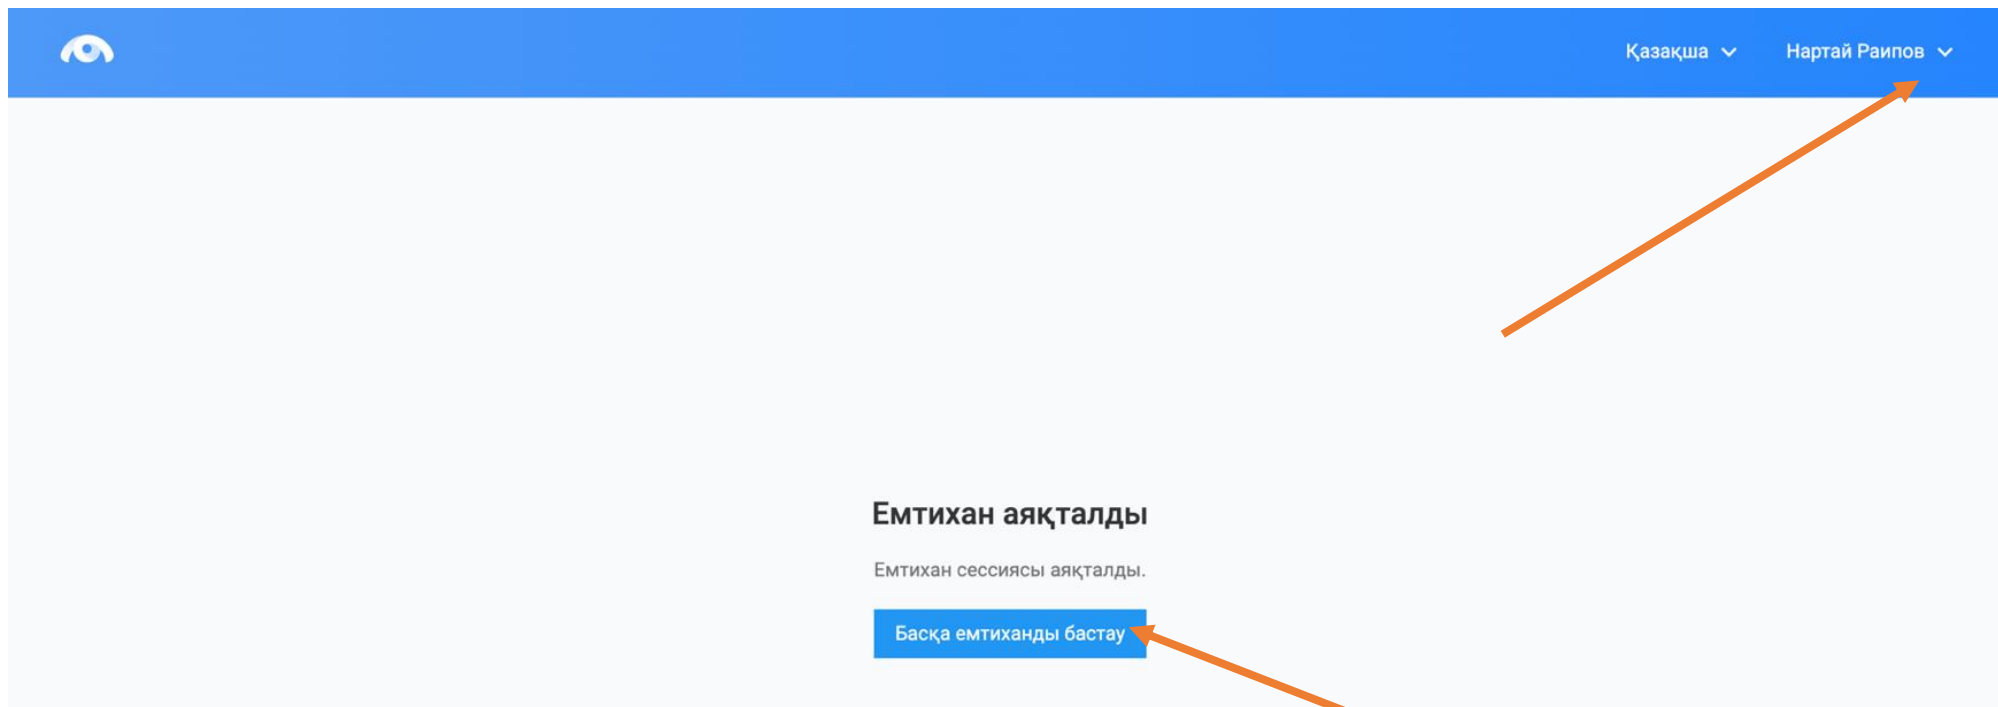 Қазақша
Нартай Раипов
Емтихан аяқталды
Емтихан сессиясы аяқталды.
Басқа емтиханды бастау